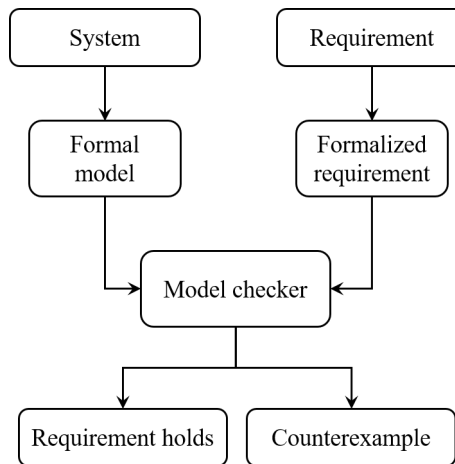 System
Requirement
Formal
model
Formalized
requirement
Model checker
Requirement holds
Counterexample